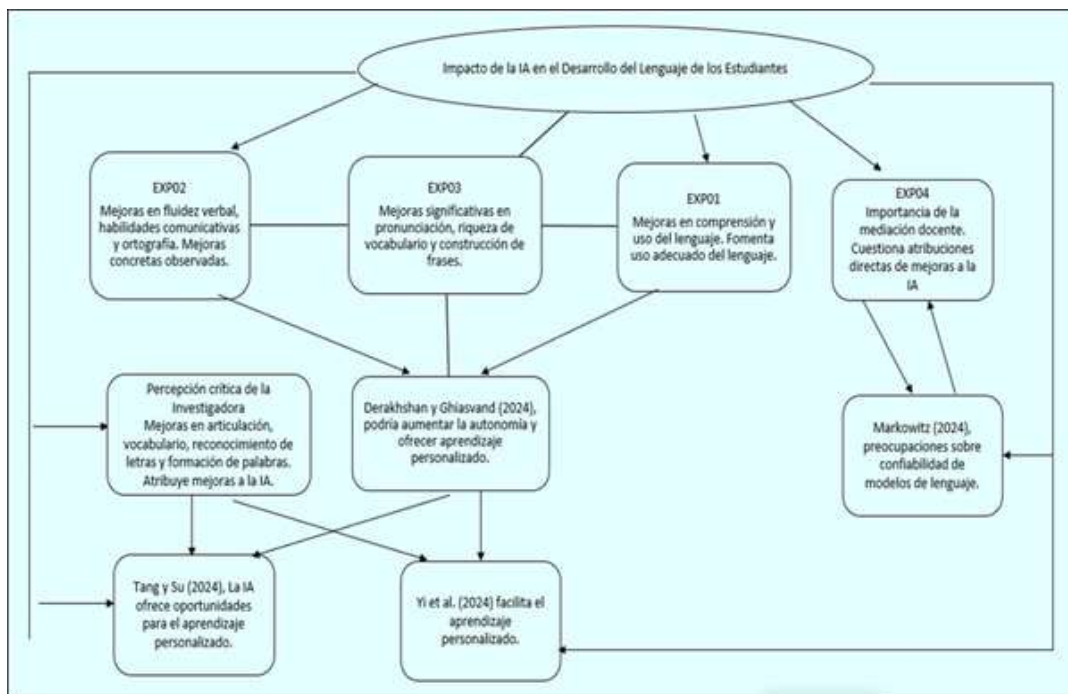 Impacto de la IA en el Desarrollo del Lenguaje de los Estudiantes
EXP02
Mejoras en fluidez verbal,
habilidades comunicativas
y ortografía. Mejoras
concretas observadas.
EXP03
Mejoras significativas en
pronunciación, riqueza de
vocabulario y construcción de
frases.
EXP01
Mejoras en comprensión y
uso del lenguaje. Fomenta
uso adecuado del lenguaje.
EXP04
Importancia de la
mediación docente.
Cuestiona atribuciones
directas de mejoras a la
IA
Percepción crítica de la
Investigadora
Mejoras en articulación,
vocabulario, reconocimiento de
letras y formación de palabras.
Atribuye mejoras a la IA.
Derakhshan y Ghiasvand (2024),
podría aumentar la autonomía y
ofrecer aprendizaje
personalizado.
Markowitz (2024),
preocupaciones sobre
confiabilidad de
modelos de lenguaje.
Tang y Su (2024), La IA
ofrece oportunidades
para el aprendizaje
personalizado.
Yi et al. (2024) facilita el
aprendizaje
personalizado.